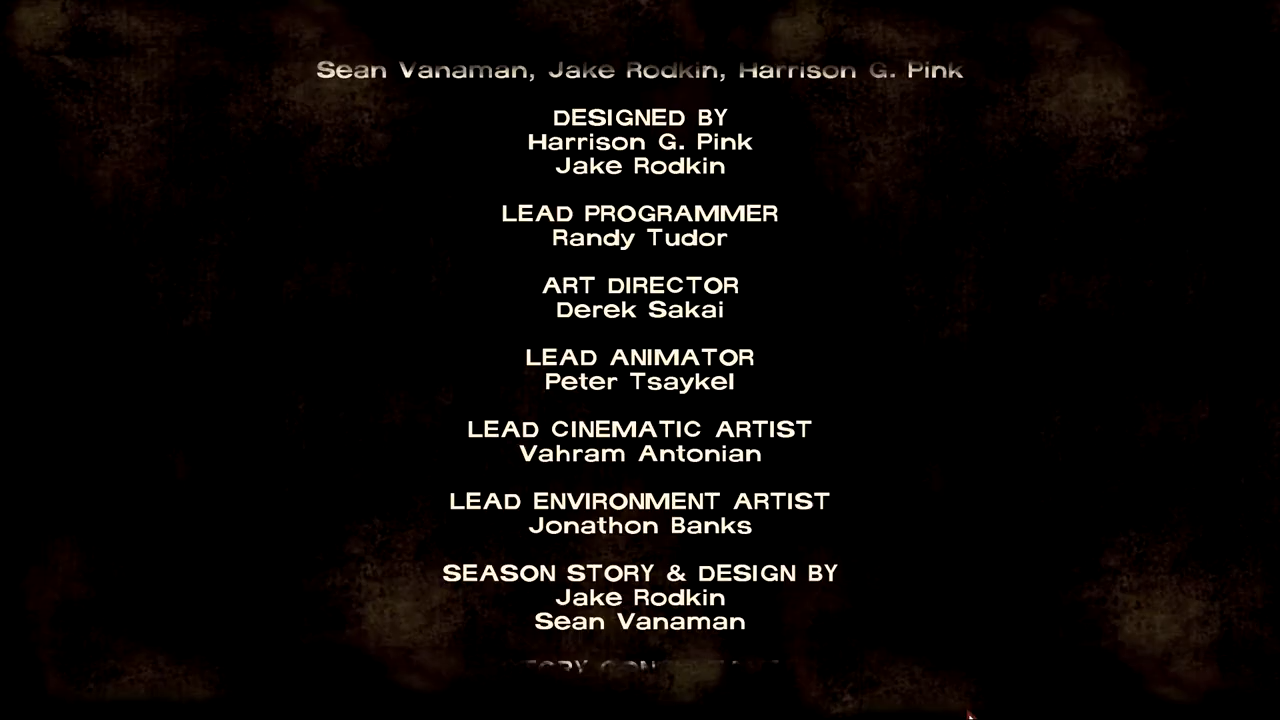 Sean Vanaman, Jake Rodkin, Harrison G. Pink
DESIGNED BY
Harrison G. Pink
Jake Rodkin
LEAD PROGRAMMER
Randy Tudor
ART DIRECTOR
Derek Sakai
LEAD ANIMATOR
Peter Tsaykel
LEAD CINEMATIC ARTIST
Vahram Antonian
LEAD ENVIRONMENT ARTIST
Jonathon Banks
SEASON STORY & DESIGN BY
Jake Rodkin
Sean Vanaman